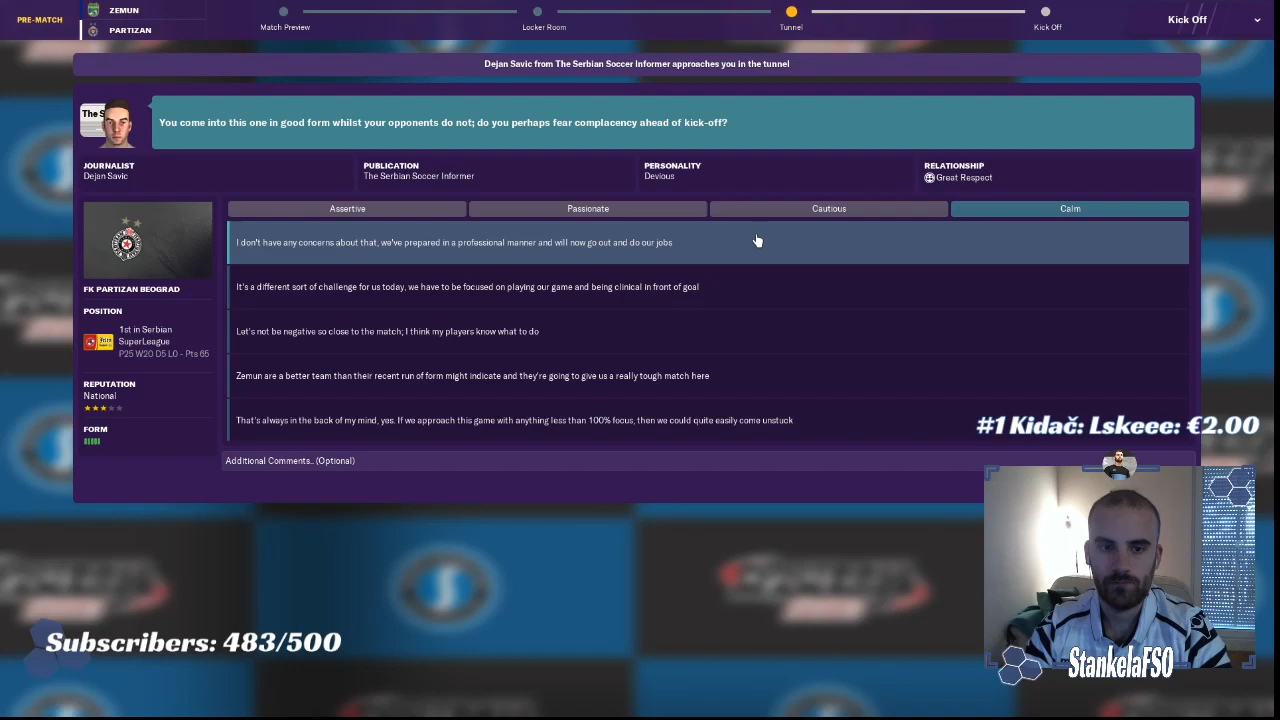 PRE-MATCH
ZEMUN
PARTIZAN
Match Preview
Locker Room
Tunnel
Kick Off
Kick Off
Dejan Savic from The Serbian Soccer Informer approaches you in the tunnel
The S
You come into this one in good form whilst your opponents do not; do you perhaps fear complacency ahead of kick-off?
JOURNALIST
Dejan Savic
PUBLICATION
The Serbian Soccer Informer
PERSONALITY
Devious
RELATIONSHIP
Great Respect
Assertive
Passionate
Cautious
Calm
I don't have any concerns about that, we've prepared in a professional manner and will now go out and do our jobs
It's a different sort of challenge for us today, we have to be focused on playing our game and being clinical in front of goal
Let's not be negative so close to the match; I think my players know what to do
Zemun are a better team than their recent run of form might indicate and they're going to give us a really tough match here
That's always in the back of my mind, yes. If we approach this game with anything less than 100% focus, then we could quite easily come unstuck
Additional Comments.. (Optional)
FK PARTIZAN BEOGRAD
POSITION
1st in Serbian
SuperLeague
P25 W20 D5 L0 - Pts 65
REPUTATION
National
FORM
#1 Kidač: Lskeee: €2.00
Subscribers: 483/500
StankelaFSO